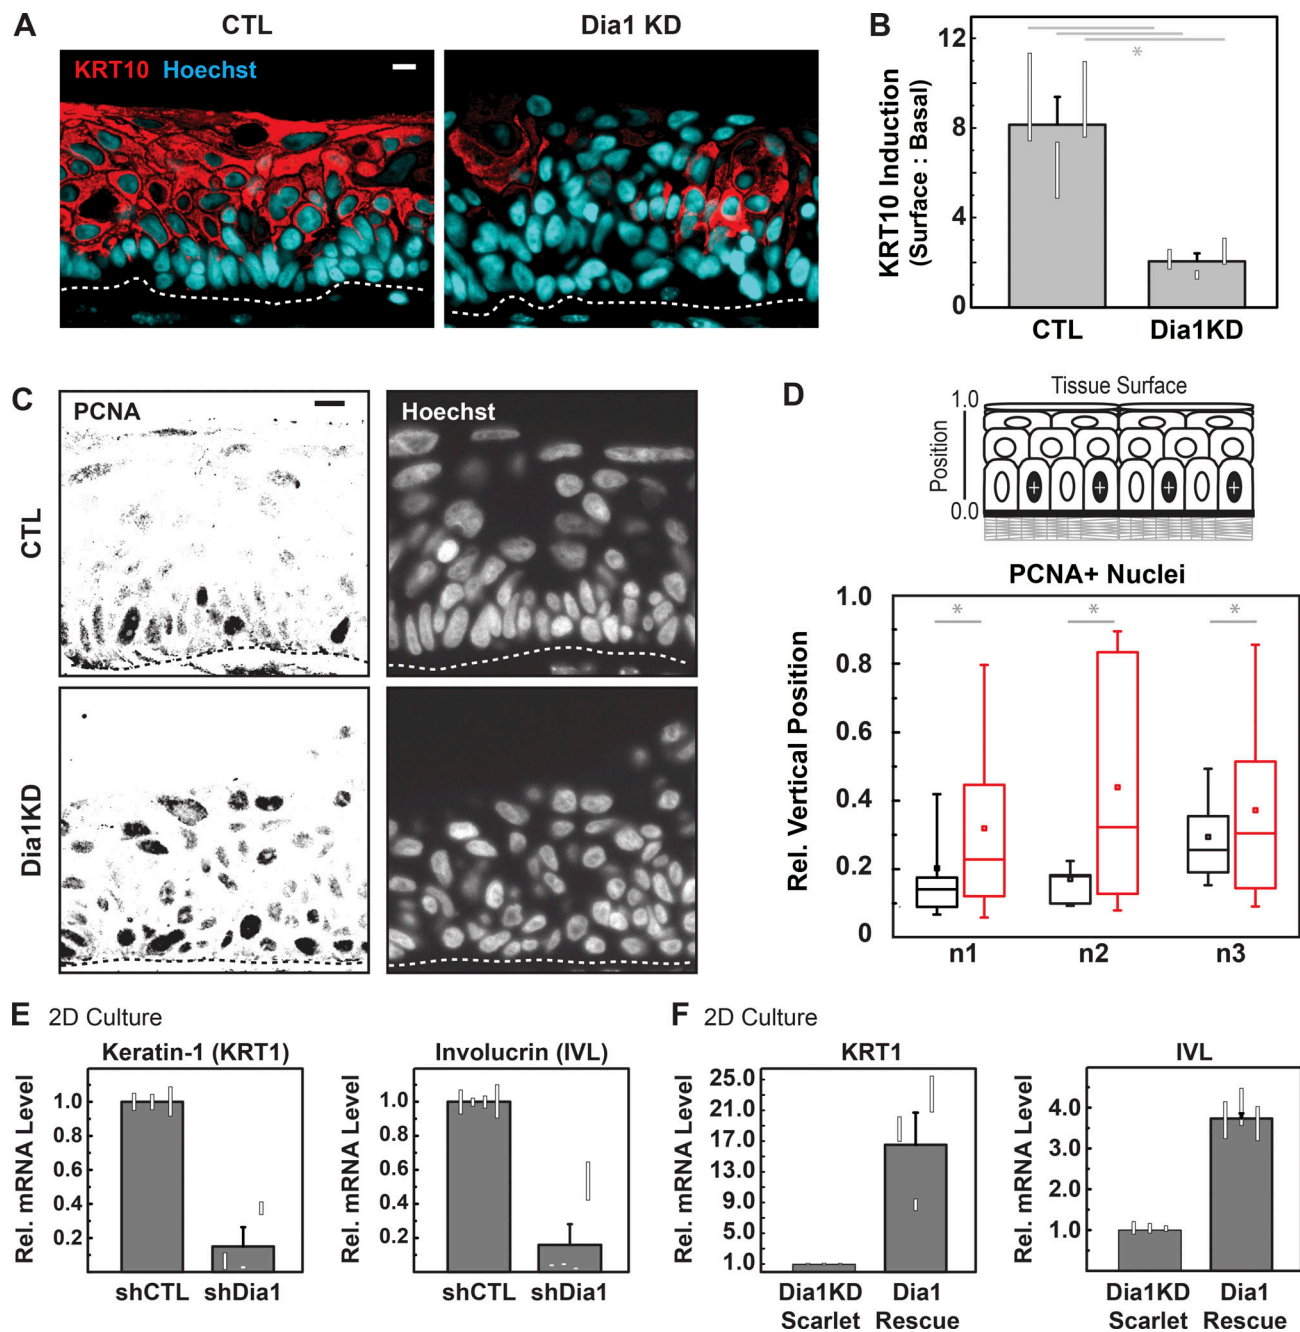 A
CTL
Dia1 KD
KRT10 Hoechst
B
KRT10 Induction
(Surface : Basal)
12
8
4
0
*
CTL
Dia1KD
C
PCNA
Hoechst
CTL
Dia1KD
D
Tissue Surface
1.0
Position
0.0
+ + + +
PCNA+ Nuclei
Rel. Vertical Position
1.0
0.8
0.6
0.4
0.2
0
* * *
n1 n2 n3
E 2D Culture
Keratin-1 (KRT1)
Rel. mRNA Level
1.0
0.8
0.6
0.4
0.2
shCTL shDia1
Involucrin (IVL)
Rel. mRNA Level
1.0
0.8
0.6
0.4
0.2
shCTL shDia1
F 2D Culture
KRT1
Rel. mRNA Level
25.0
21.0
17.0
13.0
9.0
5.0
1.0
Dia1KD Dia1
Scarlet Rescue
IVL
Rel. mRNA Level
4.0
3.0
2.0
1.0
Dia1KD Dia1
Scarlet Rescue